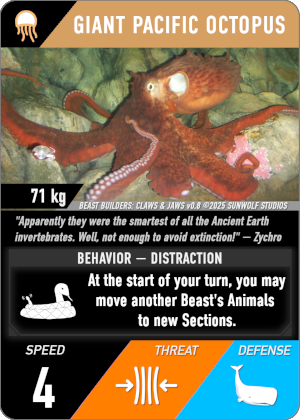 GIANT PACIFIC OCTOPUS
71 kg
BEAST BUILDERS: CLAWS & JAWS v0.8 ©2025 SUNWOLF STUDIOS
"Apparently they were the smartest of all the Ancient Earth
invertebrates. Well, not enough to avoid extinction!" — Zychro
BEHAVIOR — DISTRACTION
At the start of your turn, you may
move another Beast's Animals
to new Sections.
SPEED
THREAT
DEFENSE
4